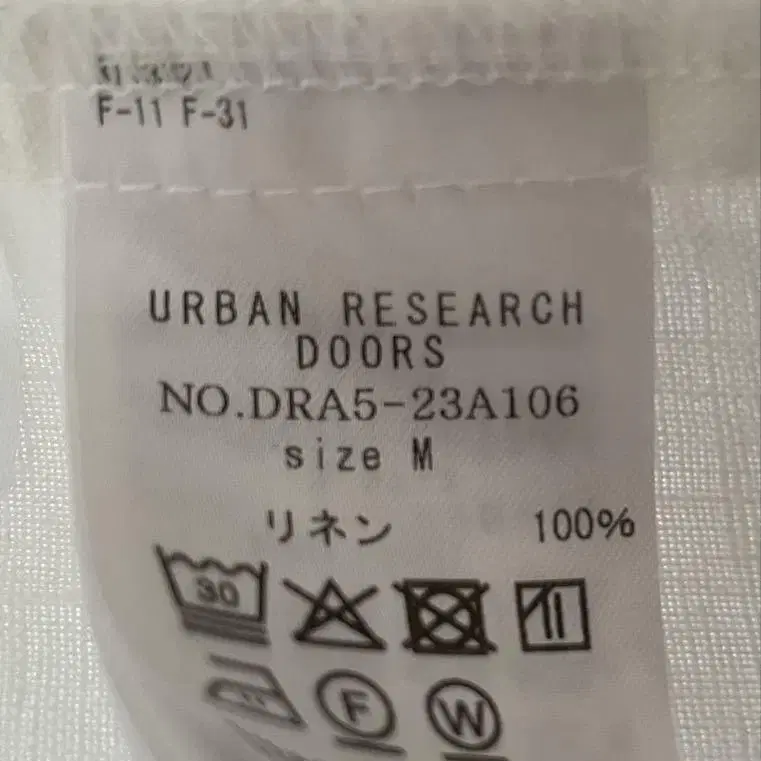 F-11 F-31
URBAN RESEARCH
DOORS
NO.DRA5-23A106
size M
リネン 100%
30
F
W